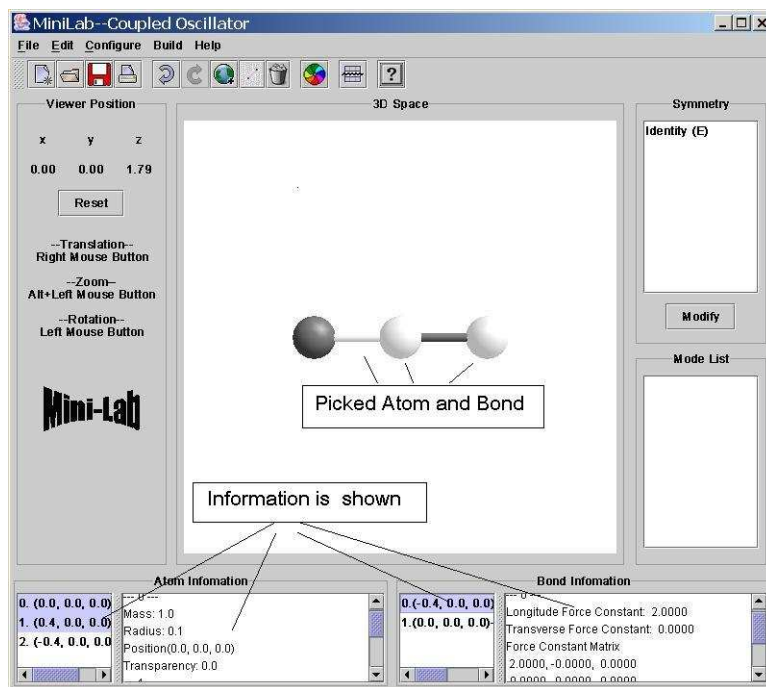 MiniLab--Coupled Oscillator
File Edit Configure Build Help
Viewer Position
x y z
0.00 0.00 1.79
Reset
--Translation--
Right Mouse Button
--Zoom--
Alt+Left Mouse Button
--Rotation--
Left Mouse Button
Mini-Lab
3D Space
Picked Atom and Bond
Information is shown
Symmetry
Identity (E)
Modify
Mode List
Atom Infomation
0. (0.0, 0.0, 0.0)
1. (0.4, 0.0, 0.0)
2. (-0.4, 0.0, 0.0
--- 0 ---
Mass: 1.0
Radius: 0.1
Position(0.0, 0.0, 0.0)
Transparency: 0.0
Bond Infomation
0.(-0.4, 0.0, 0.0)
1.(0.0, 0.0, 0.0)-
--- 0 ---
Longitude Force Constant: 2.0000
Transverse Force Constant: 0.0000
Force Constant Matrix
2.0000, -0.0000, 0.0000